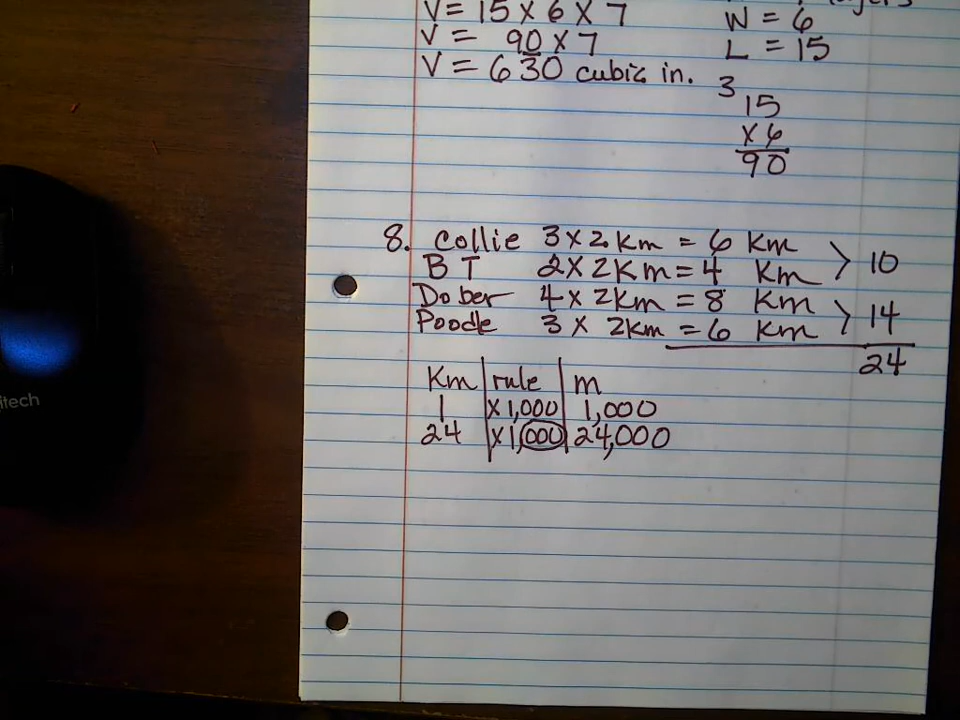 V = 15 x 6 x 7
W = 6
V = 90 x 7
L = 15
V = 630 cubic in.
3
15
x 6
90
8. Collie 3 x 2 km = 6 km
BT 2 x 2 km = 4 km > 10
Dober 4 x 2 km = 8 km
Poodle 3 x 2 km = 6 km > 14
24
Km | rule | m
1 | x 1,000 | 1,000
24 | x 1,000 | 24,000
itech